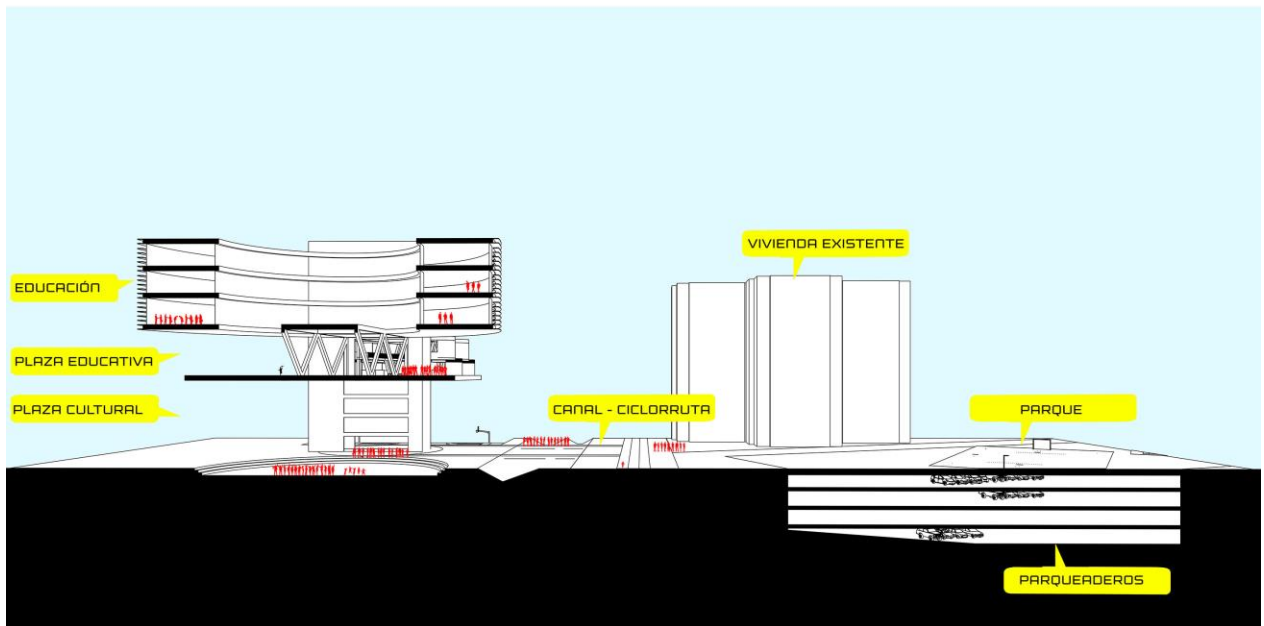 VIVIENDA EXISTENTE
EDUCACIÓN
PLAZA EDUCATIVA
PLAZA CULTURAL
CANAL - CICLORRUTA
PARQUE
PARQUEADEROS